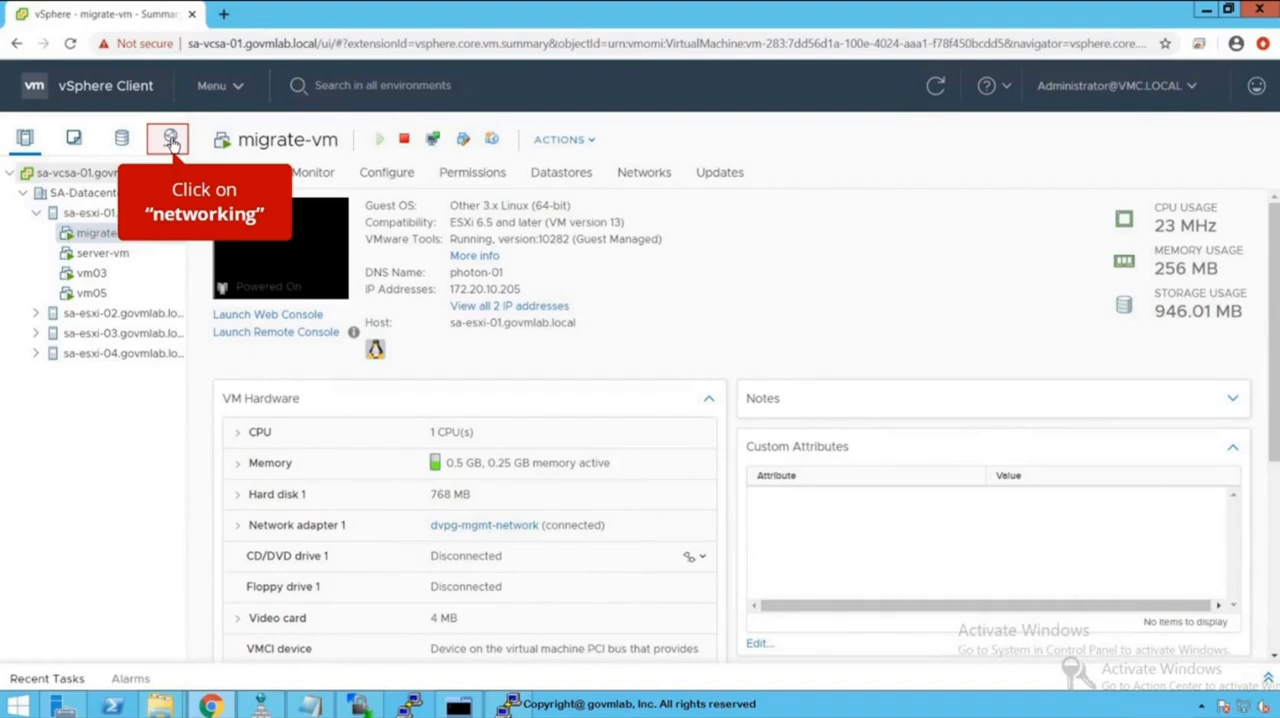 vSphere - migrate-vm - Summar
Not secure
sa-vcsa-01.govmlab.local/ui/#?extensionId=vsphere.core.vm.summary&objectId=urn:vmomi:VirtualMachine:vm-283:7dd56d1a-100e-4024-aaa1-f78f450bcdd5&navigator=vsphere.core....
vm vSphere Client Menu Search in all environments Administrator@VMC.LOCAL
migrate-vm ACTIONS
Click on
“networking”
Monitor Configure Permissions Datastores Networks Updates
sa-vcsa-01.govm
SA-Datacent
sa-esxi-01.
migrate
server-vm
vm03
vm05
sa-esxi-02.govmlab.lo...
sa-esxi-03.govmlab.lo...
sa-esxi-04.govmlab.lo...
Powered On
Launch Web Console
Launch Remote Console
Guest OS: Other 3.x Linux (64-bit)
Compatibility: ESXi 6.5 and later (VM version 13)
VMware Tools: Running, version:10282 (Guest Managed)
More info
DNS Name: photon-01
IP Addresses: 172.20.10.205
View all 2 IP addresses
Host: sa-esxi-01.govmlab.local
CPU USAGE
23 MHz
MEMORY USAGE
256 MB
STORAGE USAGE
946.01 MB
VM Hardware
CPU 1 CPU(s)
Memory 0.5 GB, 0.25 GB memory active
Hard disk 1 768 MB
Network adapter 1 dvpg-mgmt-network (connected)
CD/DVD drive 1 Disconnected
Floppy drive 1 Disconnected
Video card 4 MB
VMCI device Device on the virtual machine PCI bus that provides
Notes
Custom Attributes
Attribute Value
No items to display
Edit...
Activate Windows
Go to System in Control Panel to activate Windows.
Activate Windows
Go to Action Center to activate Wi
Recent Tasks Alarms
Copyright@ govmlab, Inc. All rights reserved